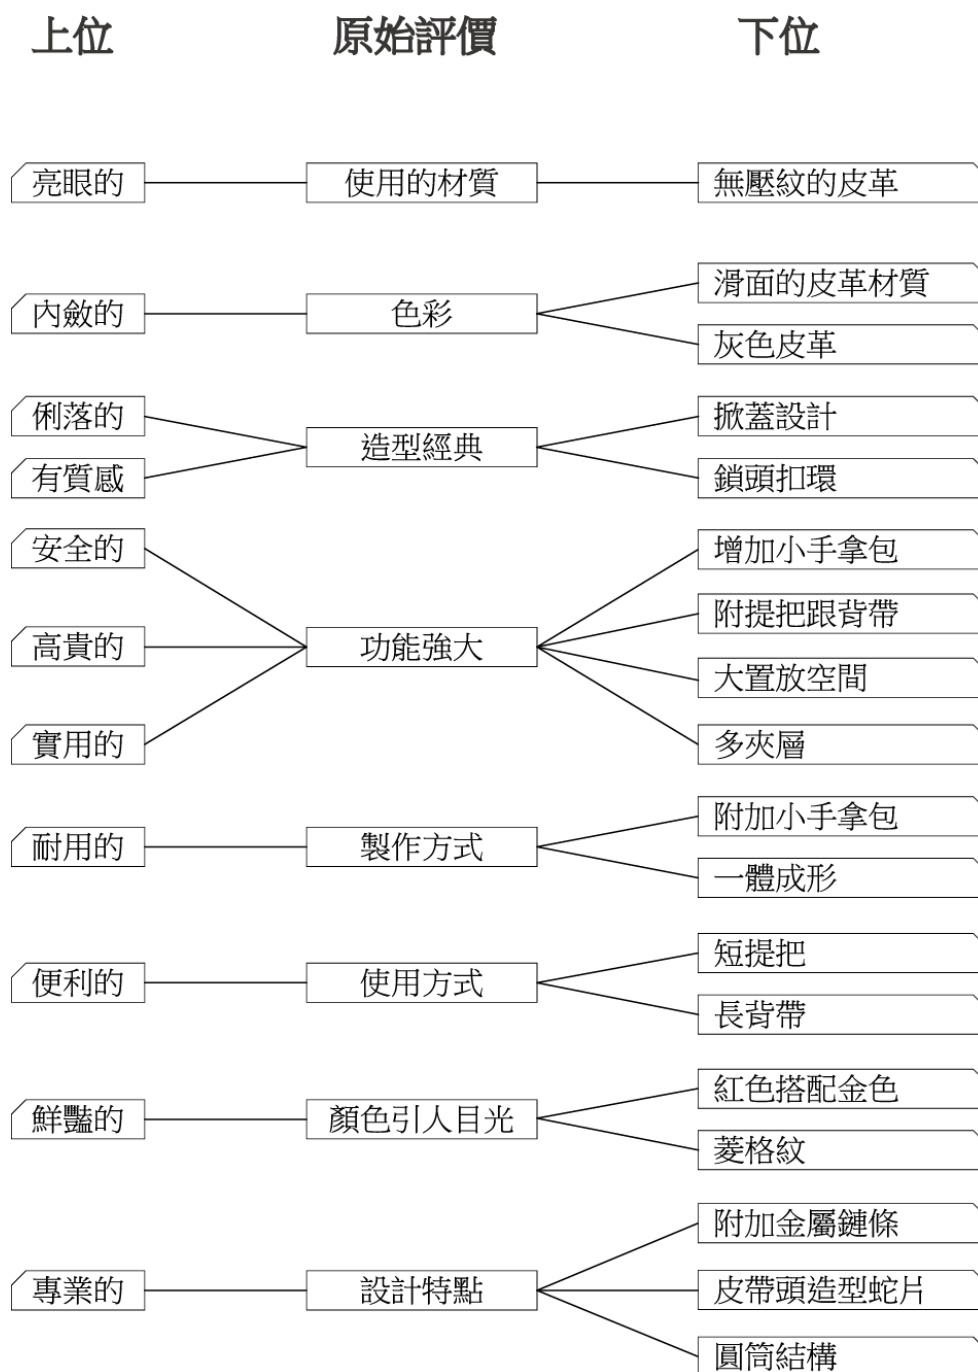 上位 原始評價 下位
亮眼的 使用的材質 無壓紋的皮革
內斂的 色彩 滑面的皮革材質
灰色皮革
俐落的 造型經典 掀蓋設計
有質感 鎖頭扣環
安全的 功能強大 增加小手拿包
高貴的 附提把跟背帶
大置放空間
實用的 多夾層
耐用的 製作方式 附加小手拿包
一體成形
便利的 使用方式 短提把
長背帶
鮮豔的 顏色引人目光 紅色搭配金色
菱格紋
專業的 設計特點 附加金屬鏈條
皮帶頭造型蛇片
圓筒結構